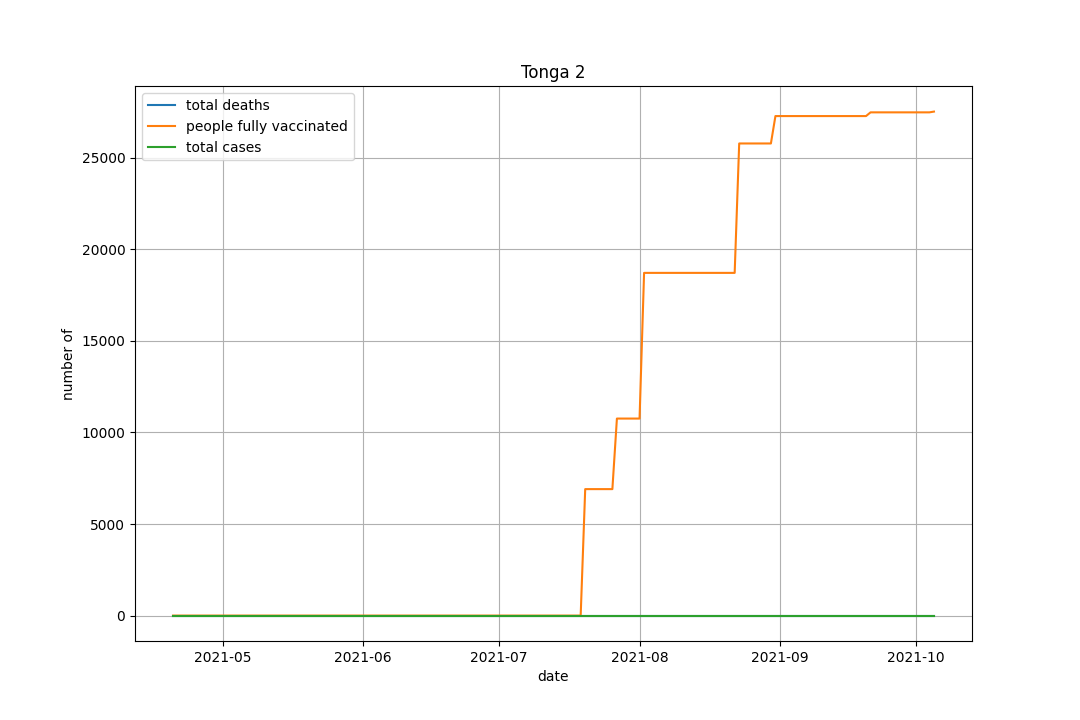 Tonga 2
total deaths
people fully vaccinated
total cases
number of
25000
20000
15000
10000
5000
0
2021-05 2021-06 2021-07 2021-08 2021-09 2021-10
date